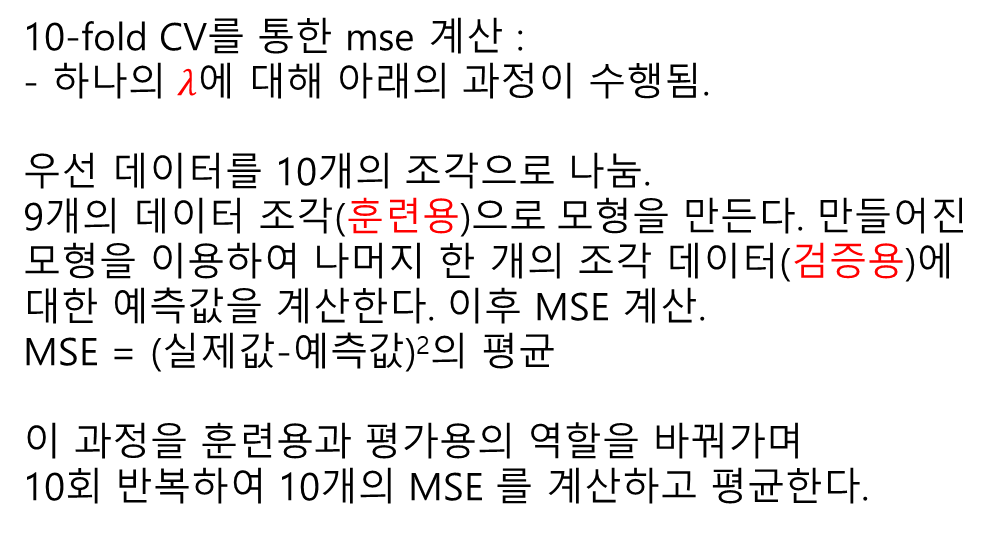 10-fold CV를 통한 mse 계산 :
- 하나의 λ에 대해 아래의 과정이 수행됨.
우선 데이터를 10개의 조각으로 나눔.
9개의 데이터 조각(훈련용)으로 모형을 만든다. 만들어진
모형을 이용하여 나머지 한 개의 조각 데이터(검증용)에
대한 예측값을 계산한다. 이후 MSE 계산.
MSE = (실제값-예측값)²의 평균
이 과정을 훈련용과 평가용의 역할을 바꿔가며
10회 반복하여 10개의 MSE 를 계산하고 평균한다.